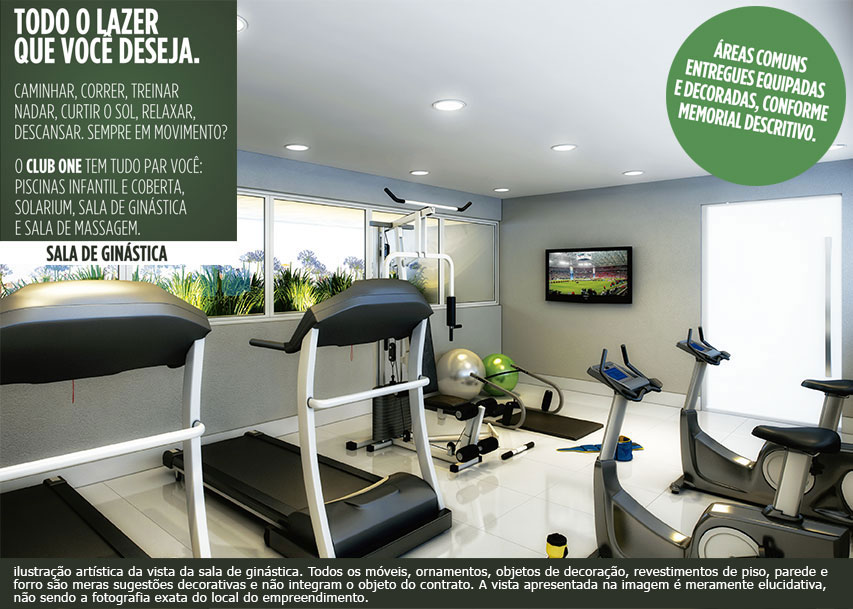 TODO O LAZER
QUE VOCÊ DESEJA.
CAMINHAR, CORRER, TREINAR
NADAR, CURTIR O SOL, RELAXAR,
DESCANSAR. SEMPRE EM MOVIMENTO?
O CLUB ONE TEM TUDO PAR VOCÊ:
PISCINAS INFANTIL E COBERTA,
SOLARIUM, SALA DE GINÁSTICA
E SALA DE MASSAGEM.
SALA DE GINÁSTICA
ÁREAS COMUNS
ENTREGUES EQUIPADAS
E DECORADAS, CONFORME
MEMORIAL DESCRITIVO.
ilustração artística da vista da sala de ginástica. Todos os móveis, ornamentos, objetos de decoração, revestimentos de piso, parede e
forro são meras sugestões decorativas e não integram o objeto do contrato. A vista apresentada na imagem é meramente elucidativa,
não sendo a fotografia exata do local do empreendimento.